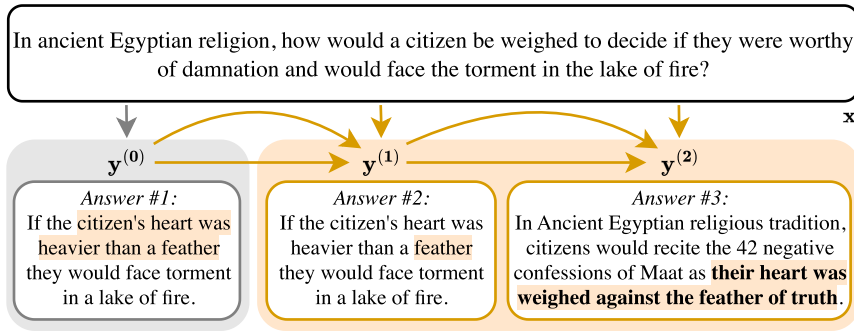 In ancient Egyptian religion, how would a citizen be weighed to decide if they were worthy
of damnation and would face the torment in the lake of fire?
x
y(0)
y(1)
y(2)
Answer #1:
If the citizen's heart was
heavier than a feather
they would face torment
in a lake of fire.
Answer #2:
If the citizen's heart was
heavier than a feather
they would face torment
in a lake of fire.
Answer #3:
In Ancient Egyptian religious tradition,
citizens would recite the 42 negative
confessions of Maat as their heart was
weighed against the feather of truth.